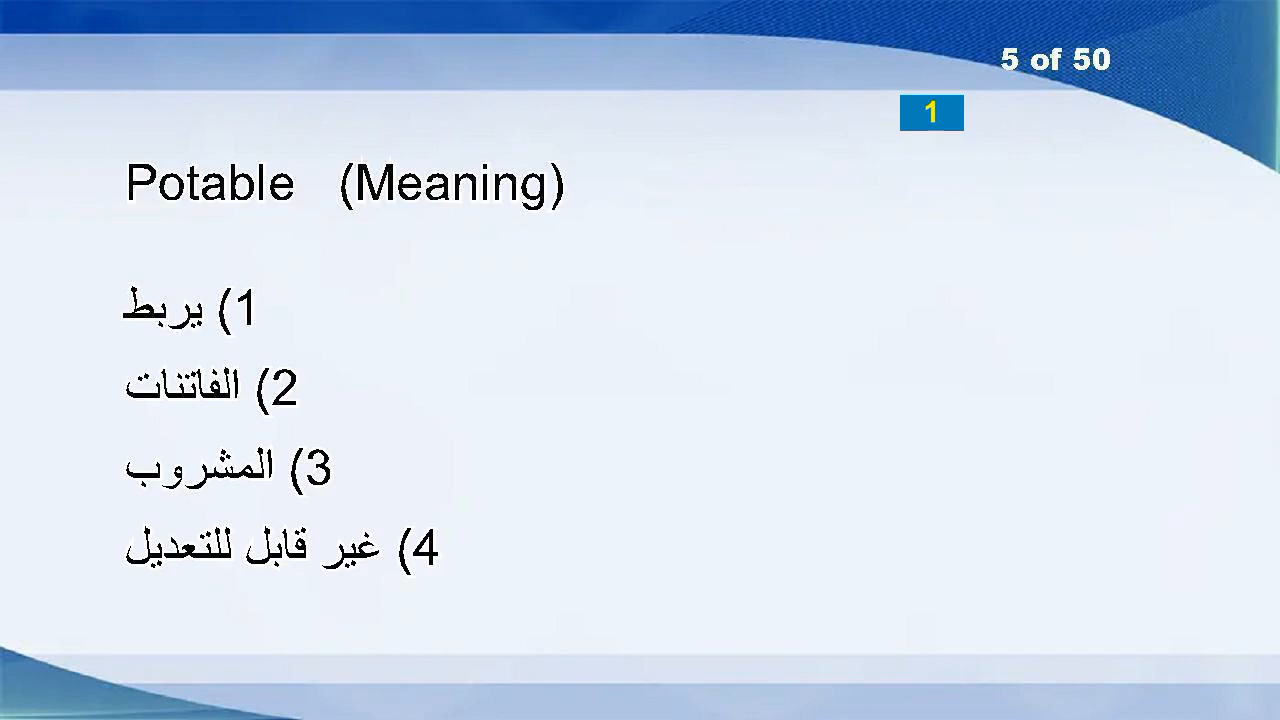 5 of 50
1
Potable (Meaning)
1) يربط
2) الفاتنات
3) المشروب
4) غير قابل للتعديل